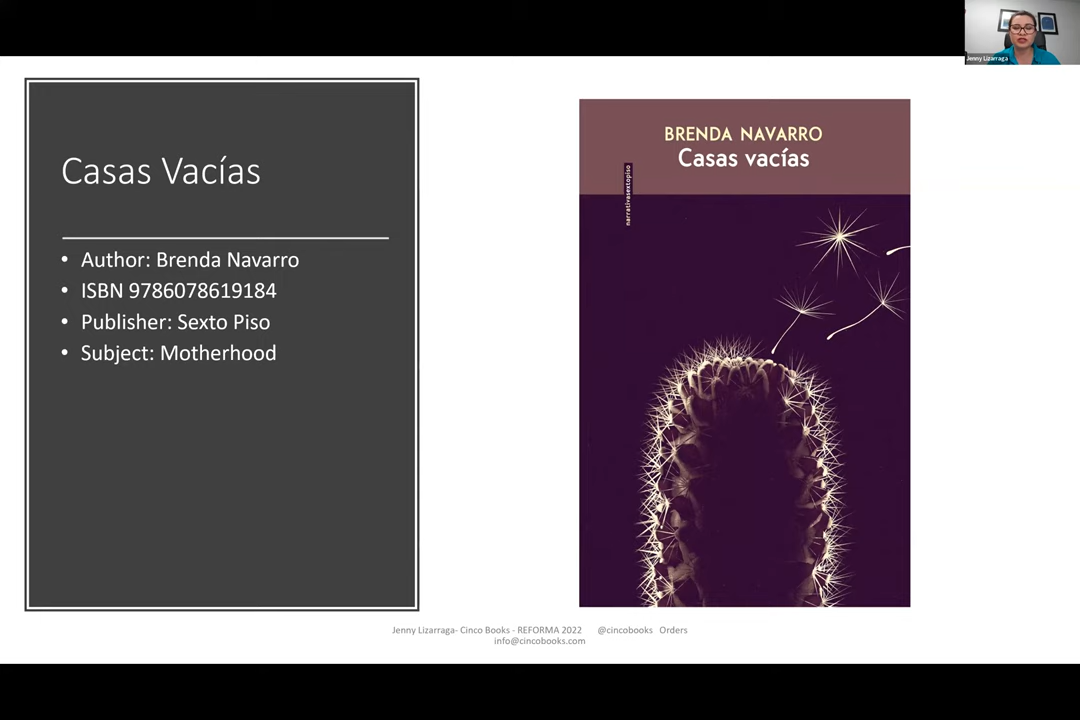 Jenny Lizarraga
Casas Vacías
• Author: Brenda Navarro
• ISBN 9786078619184
• Publisher: Sexto Piso
• Subject: Motherhood
BRENDA NAVARRO
Casas vacías
narrativasextopiso
Jenny Lizarraga- Cinco Books - REFORMA 2022 @cincobooks Orders
info@cincobooks.com